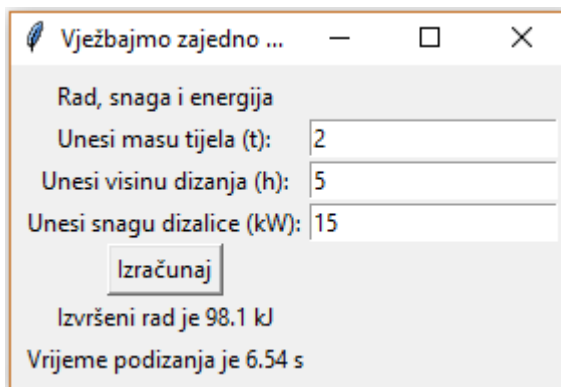 Vježbajmo zajedno ...
Rad, snaga i energija
Unesi masu tijela (t): 2
Unesi visinu dizanja (h): 5
Unesi snagu dizalice (kW): 15
Izračunaj
Izvršeni rad je 98.1 kJ
Vrijeme podizanja je 6.54 s